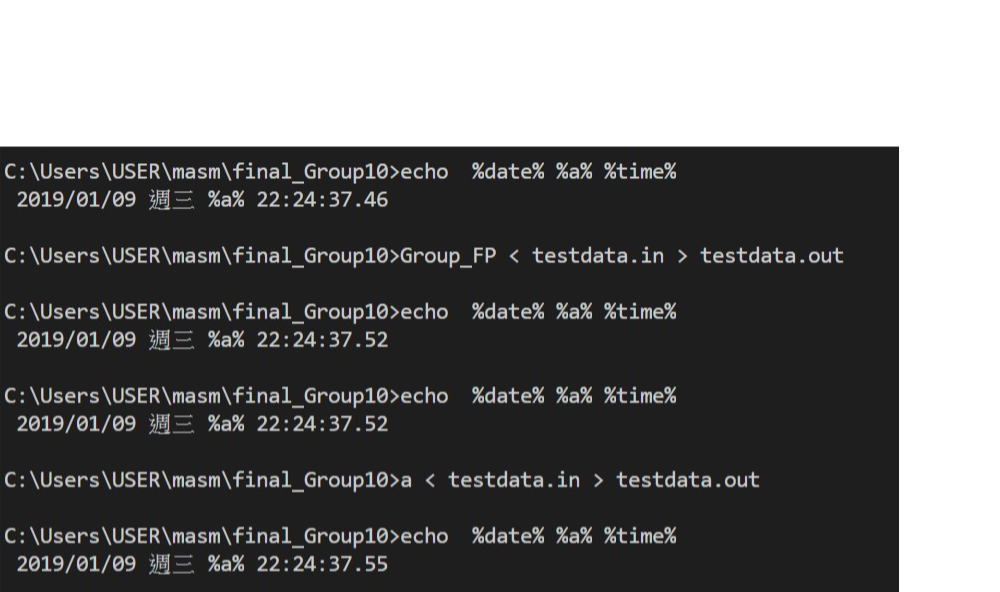 C:\Users\USER\masm\final_Group10>echo  %date% %a% %time%
 2019/01/09 週三 %a% 22:24:37.46
C:\Users\USER\masm\final_Group10>Group_FP < testdata.in > testdata.out
C:\Users\USER\masm\final_Group10>echo  %date% %a% %time%
 2019/01/09 週三 %a% 22:24:37.52
C:\Users\USER\masm\final_Group10>echo  %date% %a% %time%
 2019/01/09 週三 %a% 22:24:37.52
C:\Users\USER\masm\final_Group10>a < testdata.in > testdata.out
C:\Users\USER\masm\final_Group10>echo  %date% %a% %time%
 2019/01/09 週三 %a% 22:24:37.55